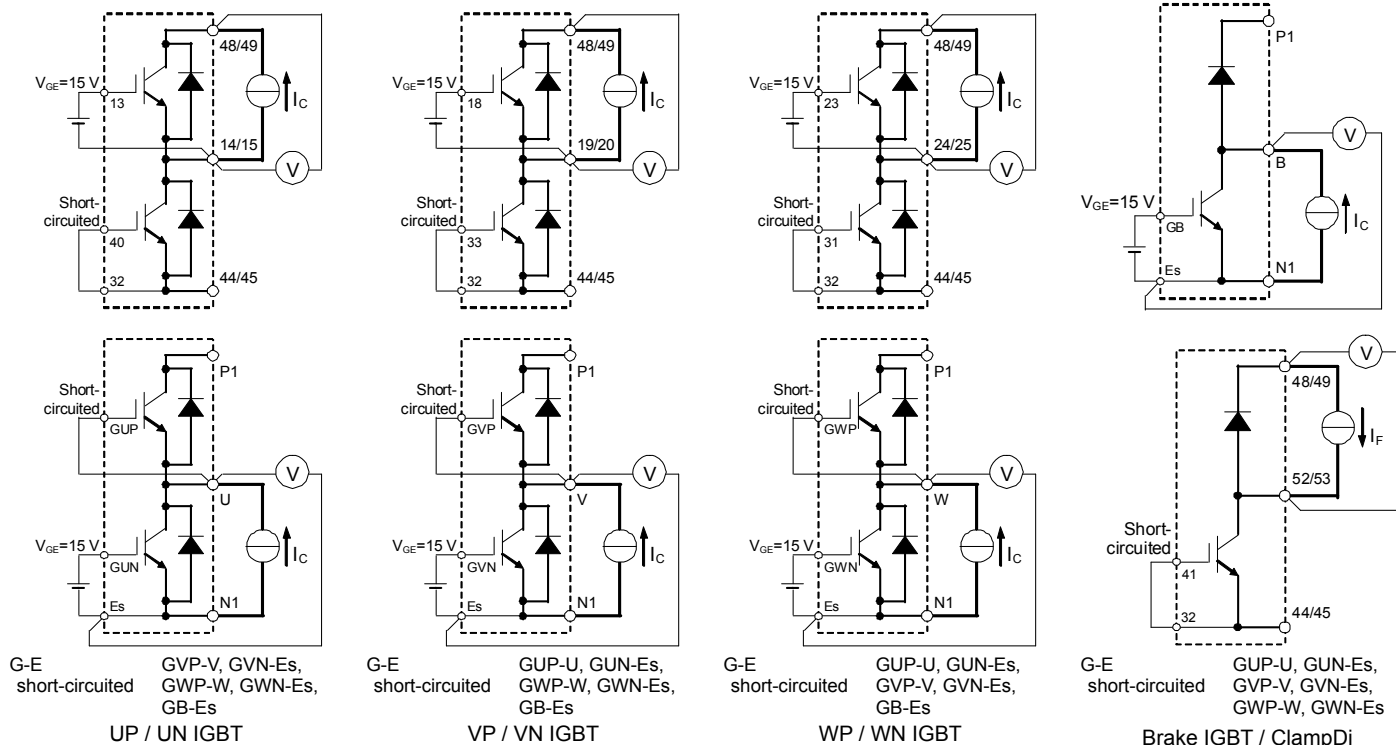 48/49
V_GE=15 V
13
I_C
14/15
V
Short-
circuited
40
32
44/45
48/49
V_GE=15 V
18
I_C
19/20
V
Short-
circuited
33
32
44/45
48/49
V_GE=15 V
23
I_C
24/25
V
Short-
circuited
31
32
44/45
P1
V
B
V_GE=15 V
GB
I_C
Es
N1
P1
Short-
circuited
GUP
V
U
V_GE=15 V
GUN
I_C
Es
N1
P1
Short-
circuited
GVP
V
V
V_GE=15 V
GVN
I_C
Es
N1
P1
Short-
circuited
GWP
V
W
V_GE=15 V
GWN
I_C
Es
N1
V
48/49
I_F
52/53
Short-
circuited
41
32
44/45
G-E GVP-V, GVN-Es,
short-circuited GWP-W, GWN-Es,
GB-Es
UP / UN IGBT
G-E GUP-U, GUN-Es,
short-circuited GWP-W, GWN-Es,
GB-Es
VP / VN IGBT
G-E GUP-U, GUN-Es,
short-circuited GVP-V, GVN-Es,
GB-Es
WP / WN IGBT
G-E GUP-U, GUN-Es,
short-circuited GVP-V, GVN-Es,
GWP-W, GWN-Es
Brake IGBT / ClampDi